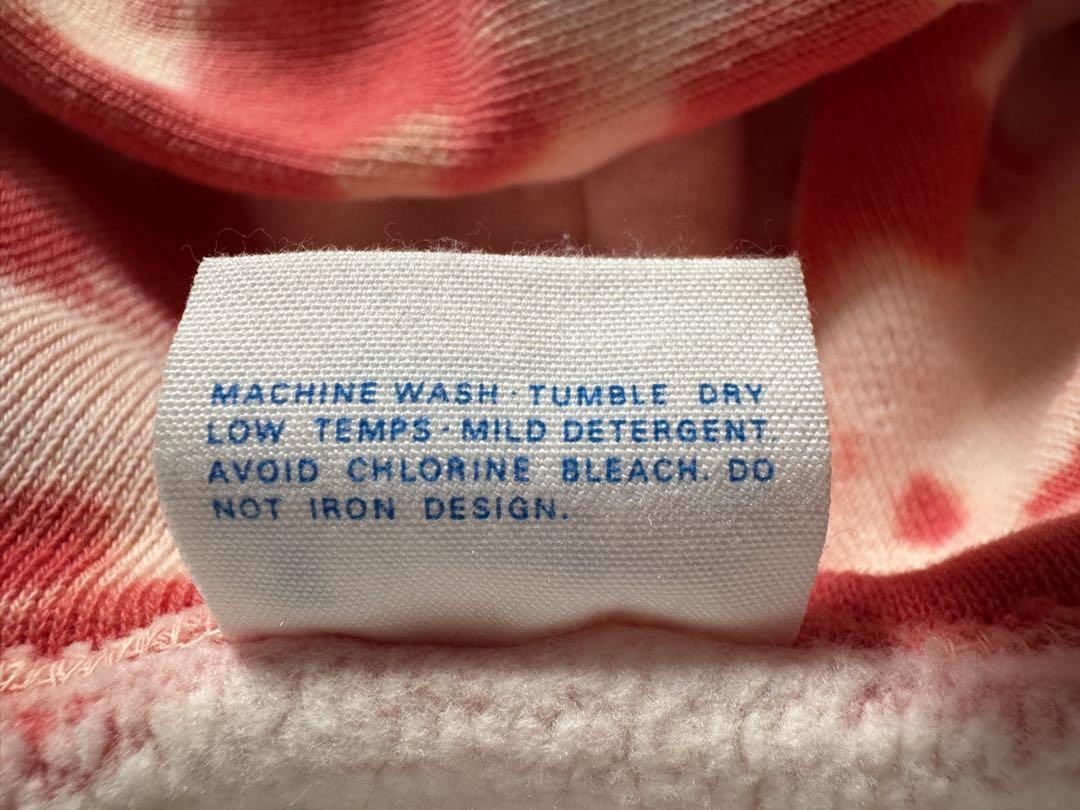 MACHINE WASH · TUMBLE DRY
LOW TEMPS · MILD DETERGENT.
AVOID CHLORINE BLEACH. DO
NOT IRON DESIGN.